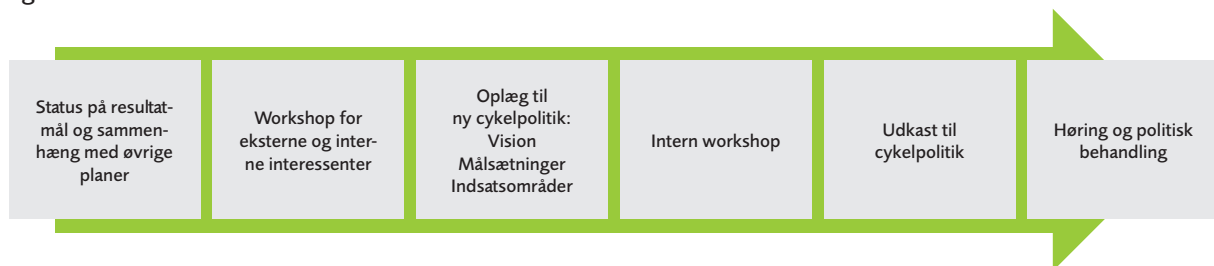 Status på resultat-
mål og sammen-
hæng med øvrige
planer
Workshop for
eksterne og inter-
ne interessenter
Oplæg til
ny cykelpolitik:
Vision
Målsætninger
Indsatsområder
Intern workshop
Udkast til
cykelpolitik
Høring og politisk
behandling